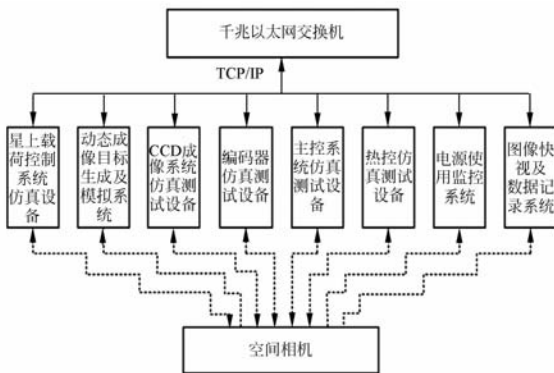 千兆以太网交换机
TCP/IP
星上载
荷控制
系统
仿真设
备
动态成
像目标
生成及
模拟系
统
CCD成
像系统
仿真测
试设备
编码器
仿真测
试设备
主控系
统仿真
测试设
备
热控仿
真测试
设备
电源使
用监控
系统
图像快
视及
数据记
录系统
空间相机